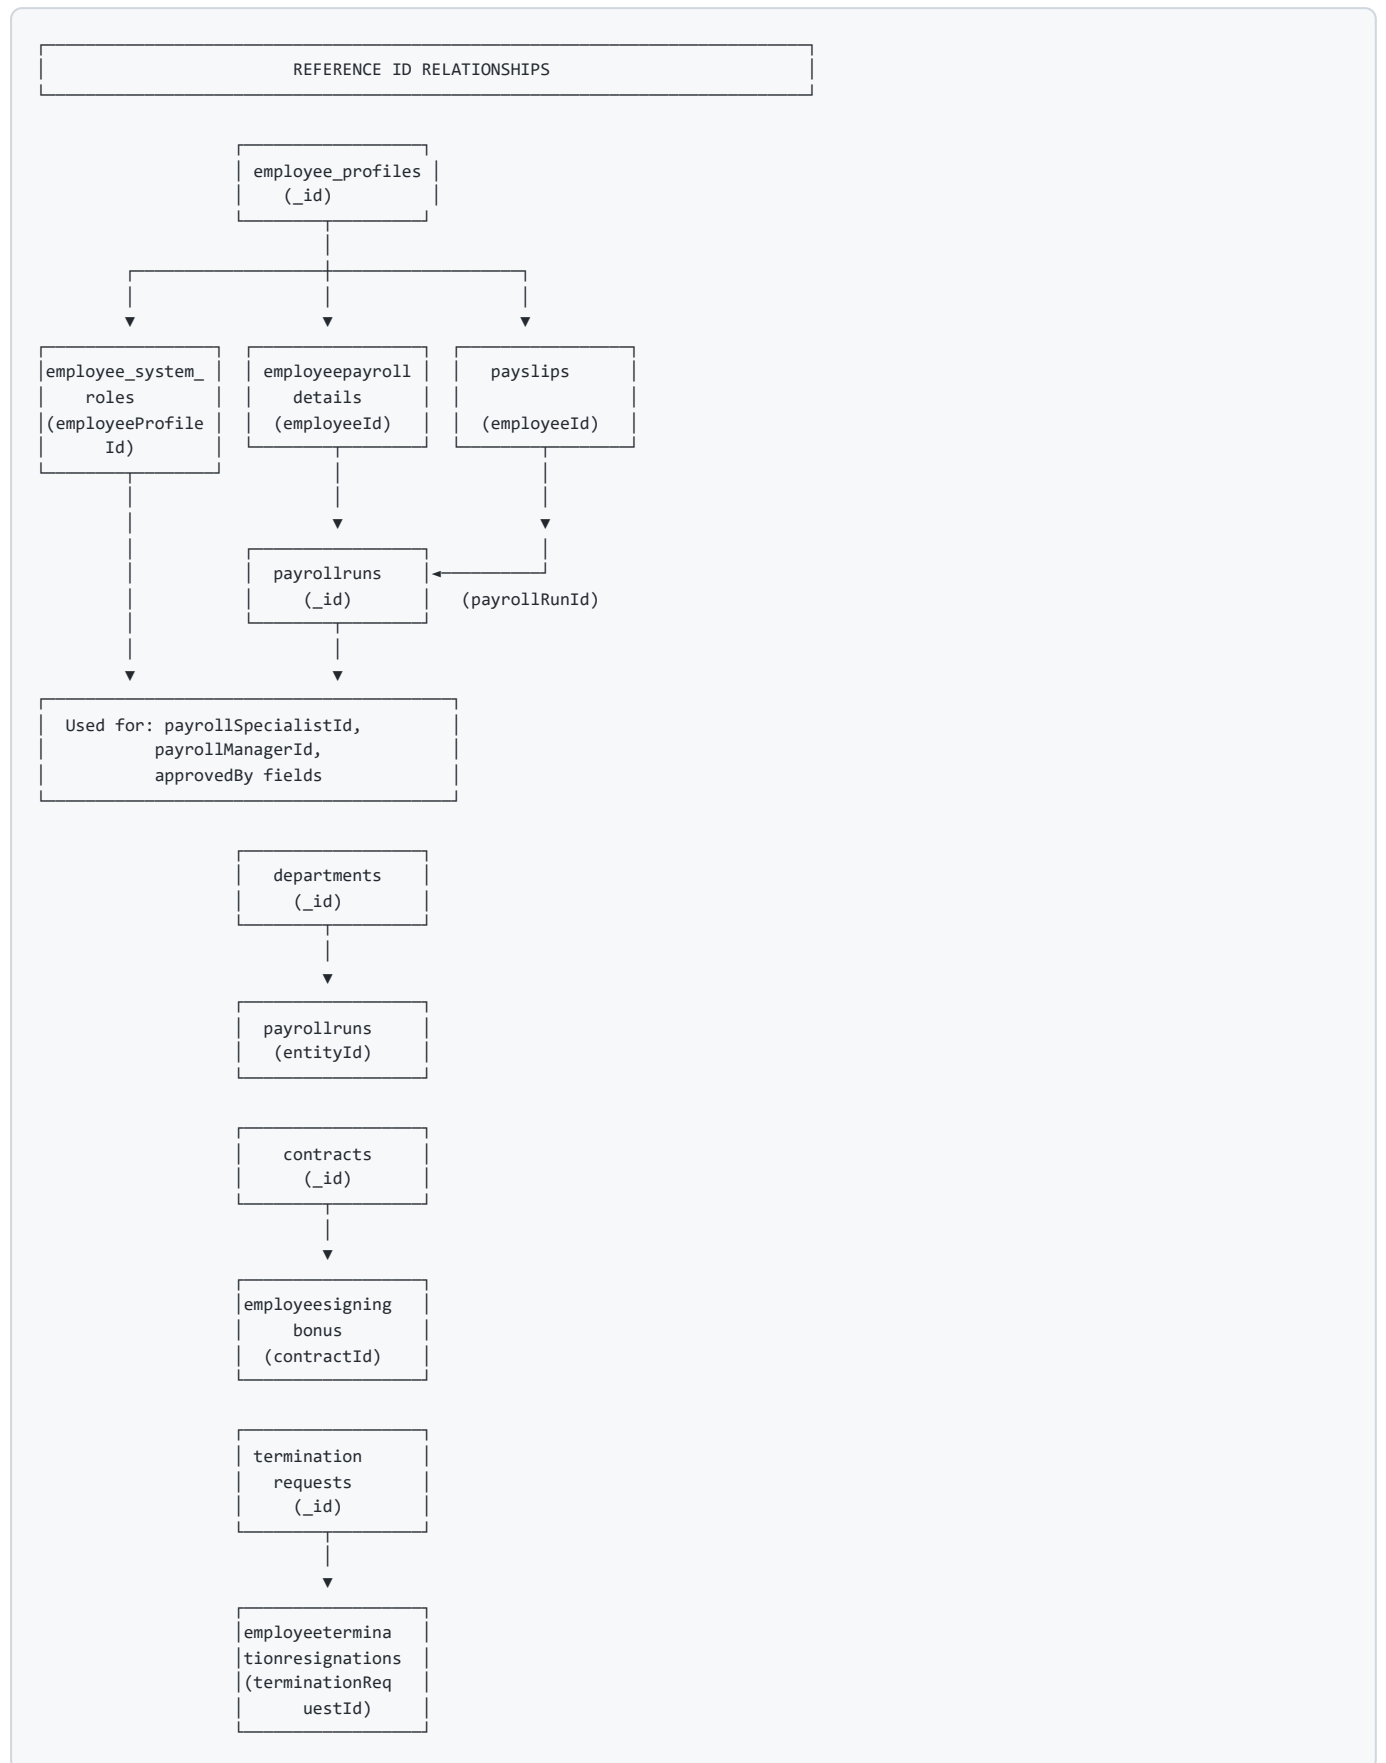 REFERENCE ID RELATIONSHIPS
employee_profiles
(_id)
employee_system_
roles
(employeeProfile
Id)
employeepayroll
details
(employeeId)
payslips
(employeeId)
payrollruns
(_id)
(payrollRunId)
Used for: payrollSpecialistId,
payrollManagerId,
approvedBy fields
departments
(_id)
payrollruns
(entityId)
contracts
(_id)
employeesigning
bonus
(contractId)
termination
requests
(_id)
employeetermina
tionresignations
(terminationReq
uestId)